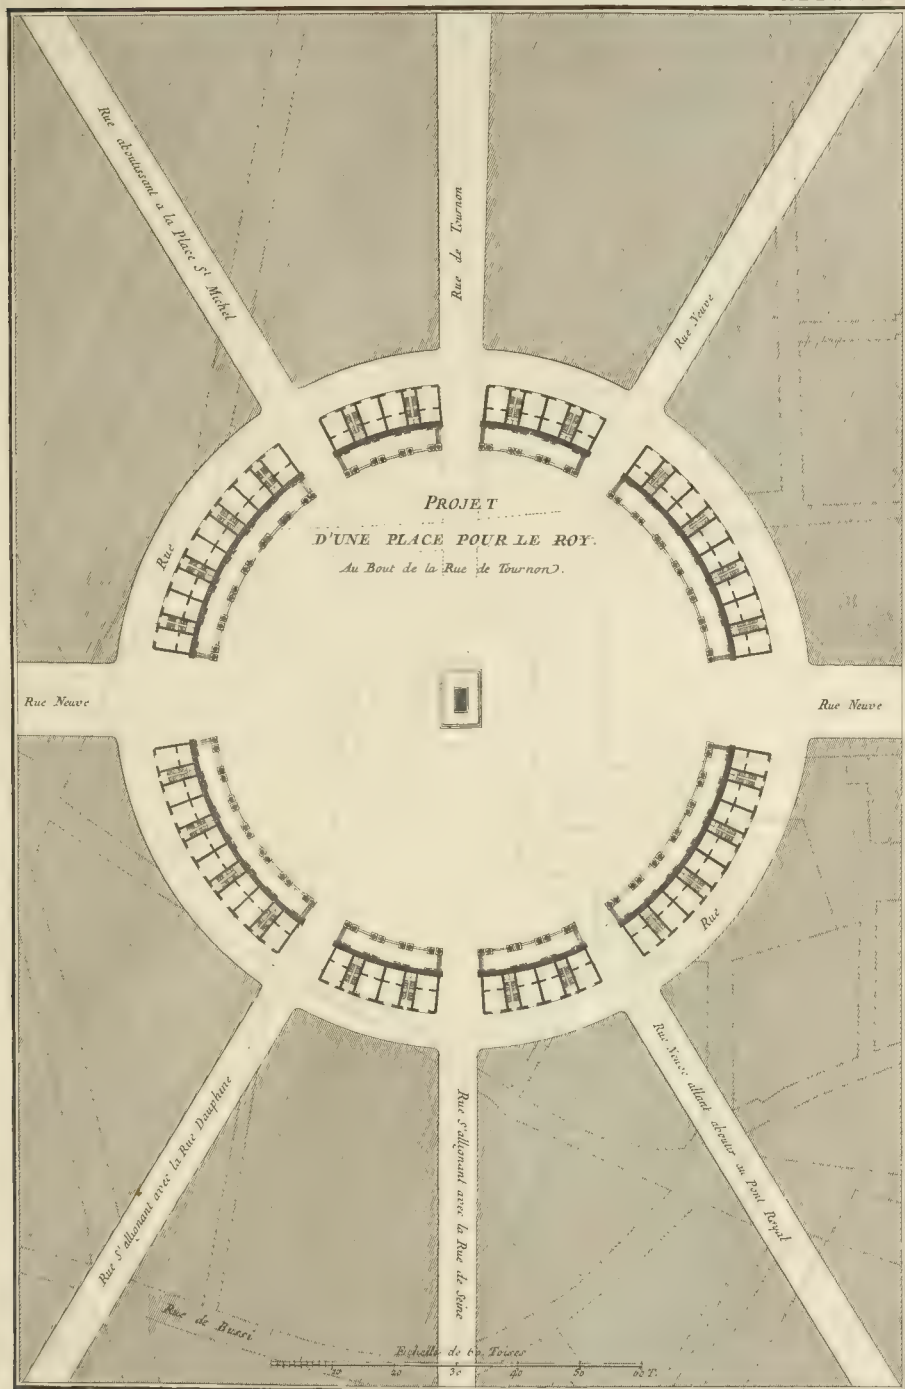 Rue aboutissant a la Place St. Michel
Rue de Tournon
Rue Neuve
PROJET
D'UNE PLACE POUR LE ROY.
Au Bout de la Rue de Tournon.
Rue
Rue Neuve
Rue Neuve
Rue
Rue S'alignant avec la Rue Dauphine
Rue S'alignant avec la Rue de Seine
Rue Neuve allant aboutir au Pont Royal
Rue de Bussi
Echelle de 60 Toises
10 20 30 40 50 60 T.